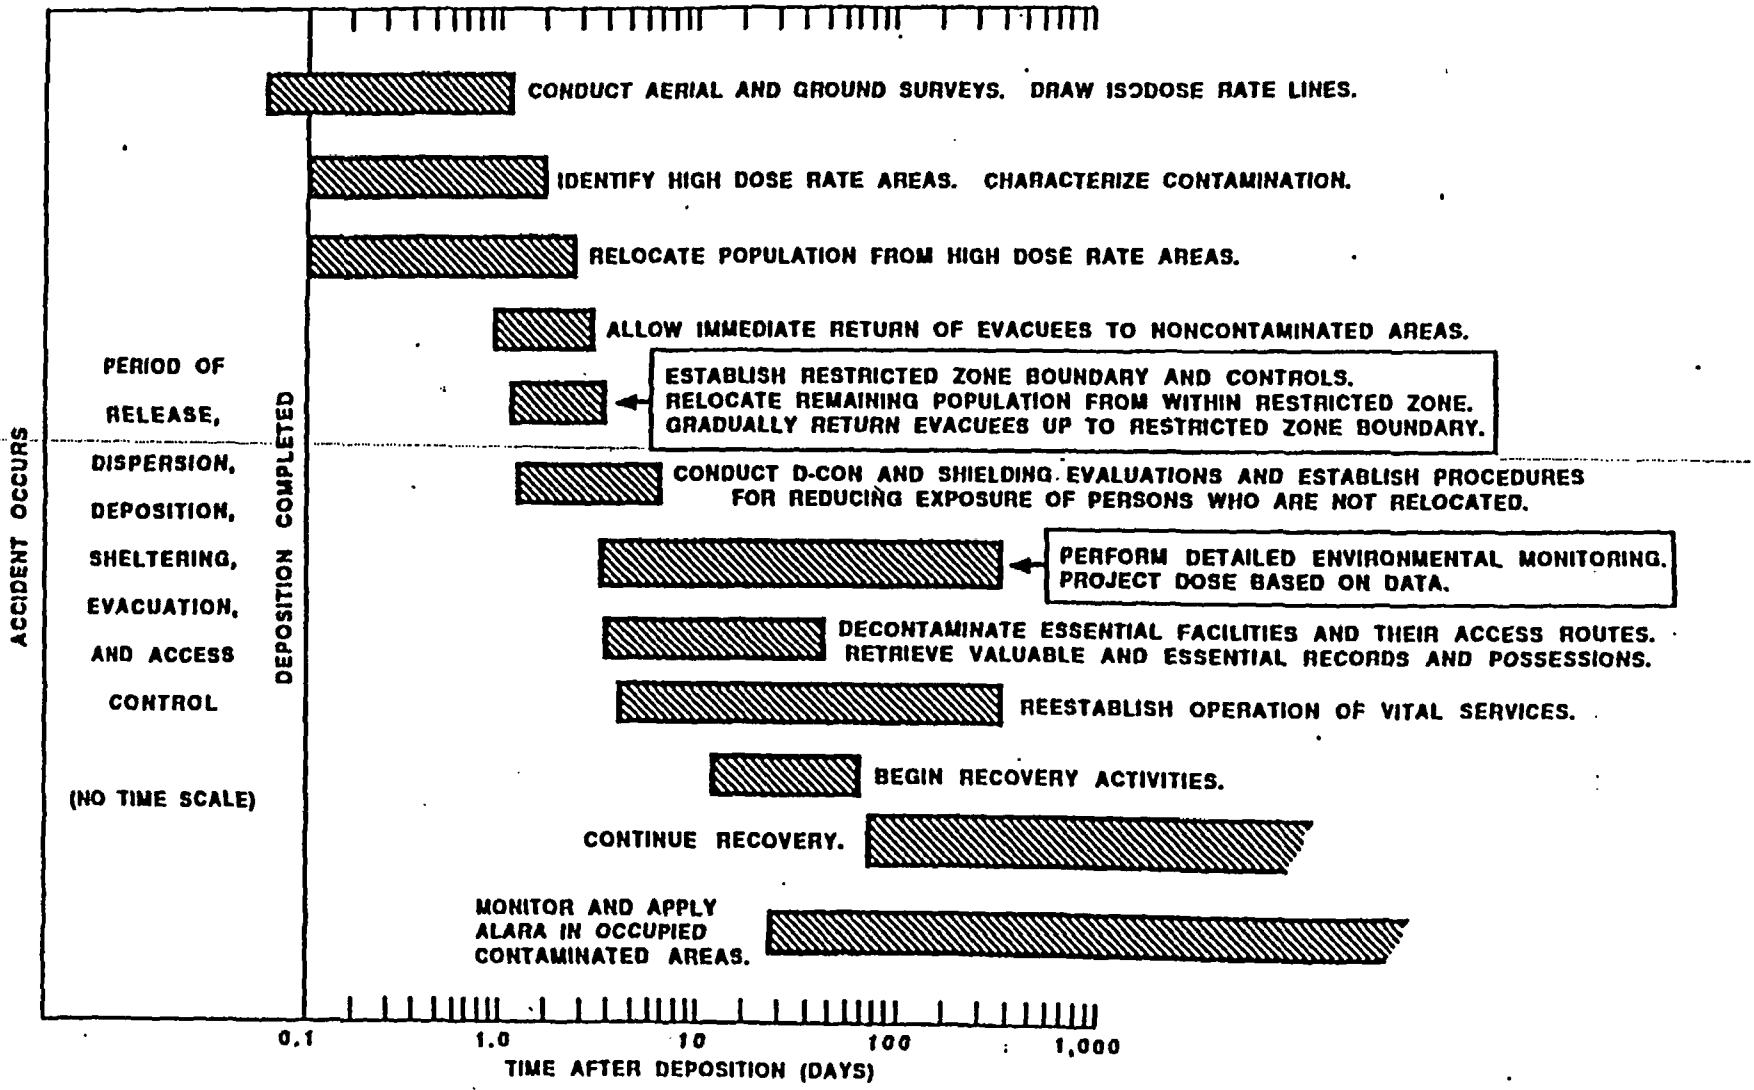 CONDUCT AERIAL AND GROUND SURVEYS. DRAW ISODOSE RATE LINES.
IDENTIFY HIGH DOSE RATE AREAS. CHARACTERIZE CONTAMINATION.
RELOCATE POPULATION FROM HIGH DOSE RATE AREAS.
ALLOW IMMEDIATE RETURN OF EVACUEES TO NONCONTAMINATED AREAS.
ESTABLISH RESTRICTED ZONE BOUNDARY AND CONTROLS.
RELOCATE REMAINING POPULATION FROM WITHIN RESTRICTED ZONE.
GRADUALLY RETURN EVACUEES UP TO RESTRICTED ZONE BOUNDARY.
CONDUCT D-CON AND SHIELDING EVALUATIONS AND ESTABLISH PROCEDURES
FOR REDUCING EXPOSURE OF PERSONS WHO ARE NOT RELOCATED.
PERFORM DETAILED ENVIRONMENTAL MONITORING.
PROJECT DOSE BASED ON DATA.
DECONTAMINATE ESSENTIAL FACILITIES AND THEIR ACCESS ROUTES.
RETRIEVE VALUABLE AND ESSENTIAL RECORDS AND POSSESSIONS.
REESTABLISH OPERATION OF VITAL SERVICES.
BEGIN RECOVERY ACTIVITIES.
CONTINUE RECOVERY.
MONITOR AND APPLY
ALARA IN OCCUPIED
CONTAMINATED AREAS.
ACCIDENT OCCURS
PERIOD OF
RELEASE,
DISPERSION,
DEPOSITION,
SHELTERING,
EVACUATION,
AND ACCESS
CONTROL
(NO TIME SCALE)
DEPOSITION COMPLETED
0.1 1.0 10 100 1,000
TIME AFTER DEPOSITION (DAYS)